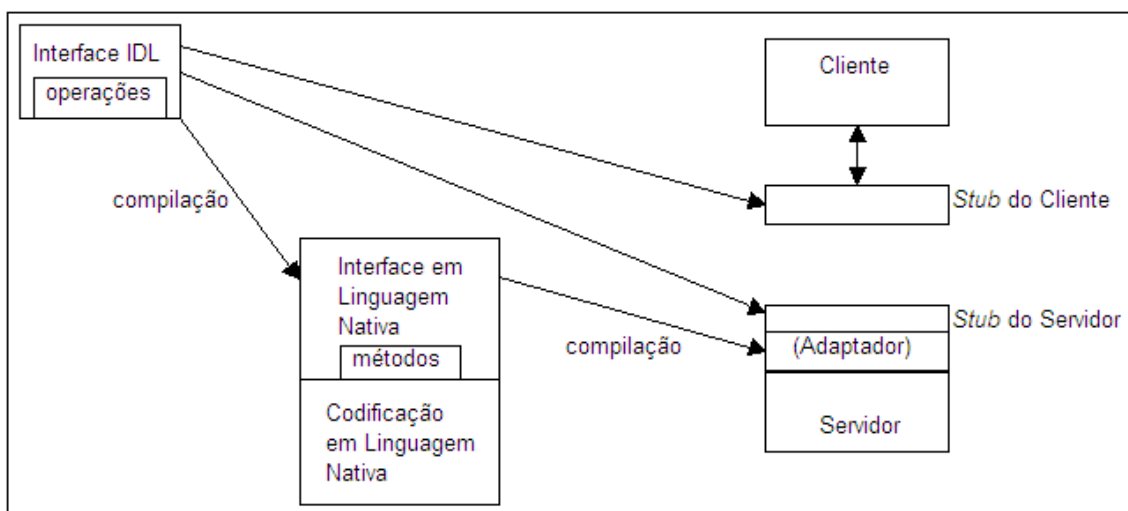 Interface IDL
operações
Cliente
compilação
Stub do Cliente
Interface em
Linguagem
Nativa
métodos
Stub do Servidor
compilação
(Adaptador)
Codificação
em Linguagem
Nativa
Servidor